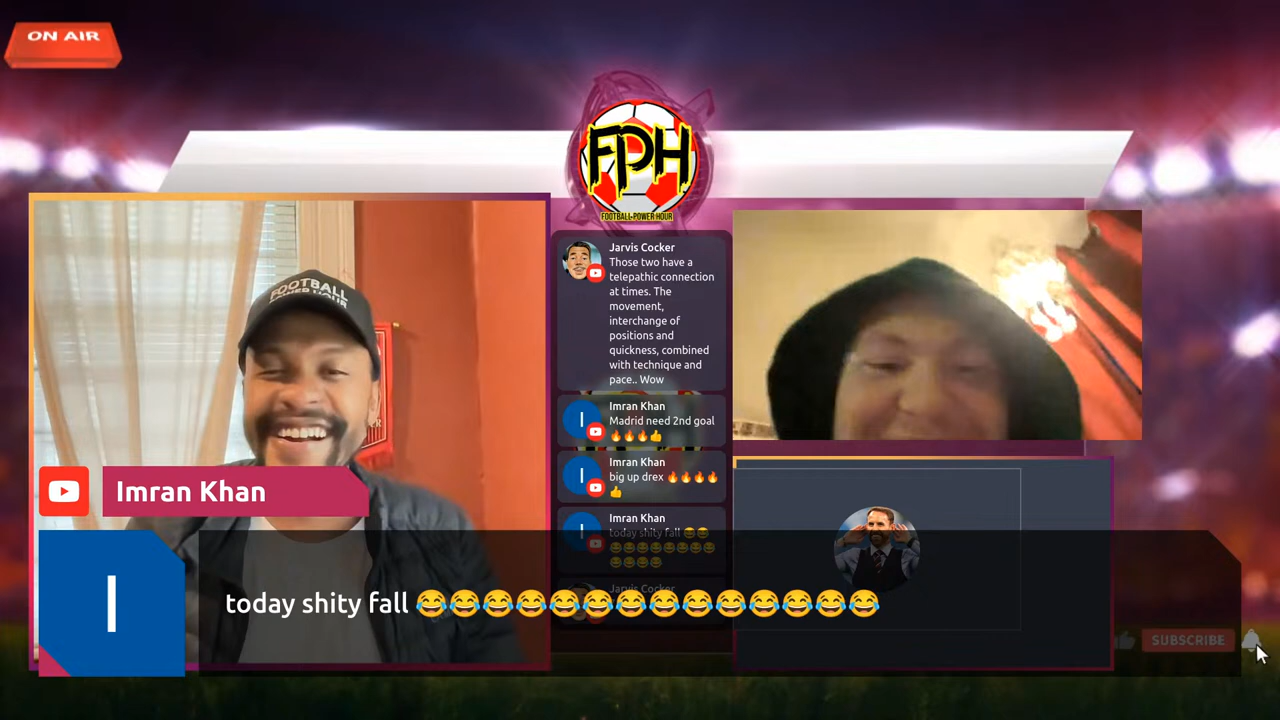 ON AIR
FPH
FOOTBALL POWER HOUR
FOOTBALL
POWER HOUR
Jarvis Cocker
Those two have a
telepathic connection
at times. The
movement,
interchange of
positions and
quickness, combined
with technique and
pace.. Wow
Imran Khan
Madrid need 2nd goal
🔥🔥🔥👍
Imran Khan
big up drex 🔥🔥🔥🔥
👍
Imran Khan
today shity fall 😂😂
😂😂😂😂😂😂😂😂
😂😂😂😂
Jarvis Cocker
Imran Khan
I
today shity fall 😂😂😂😂😂😂😂😂😂😂😂😂😂😂
SUBSCRIBE